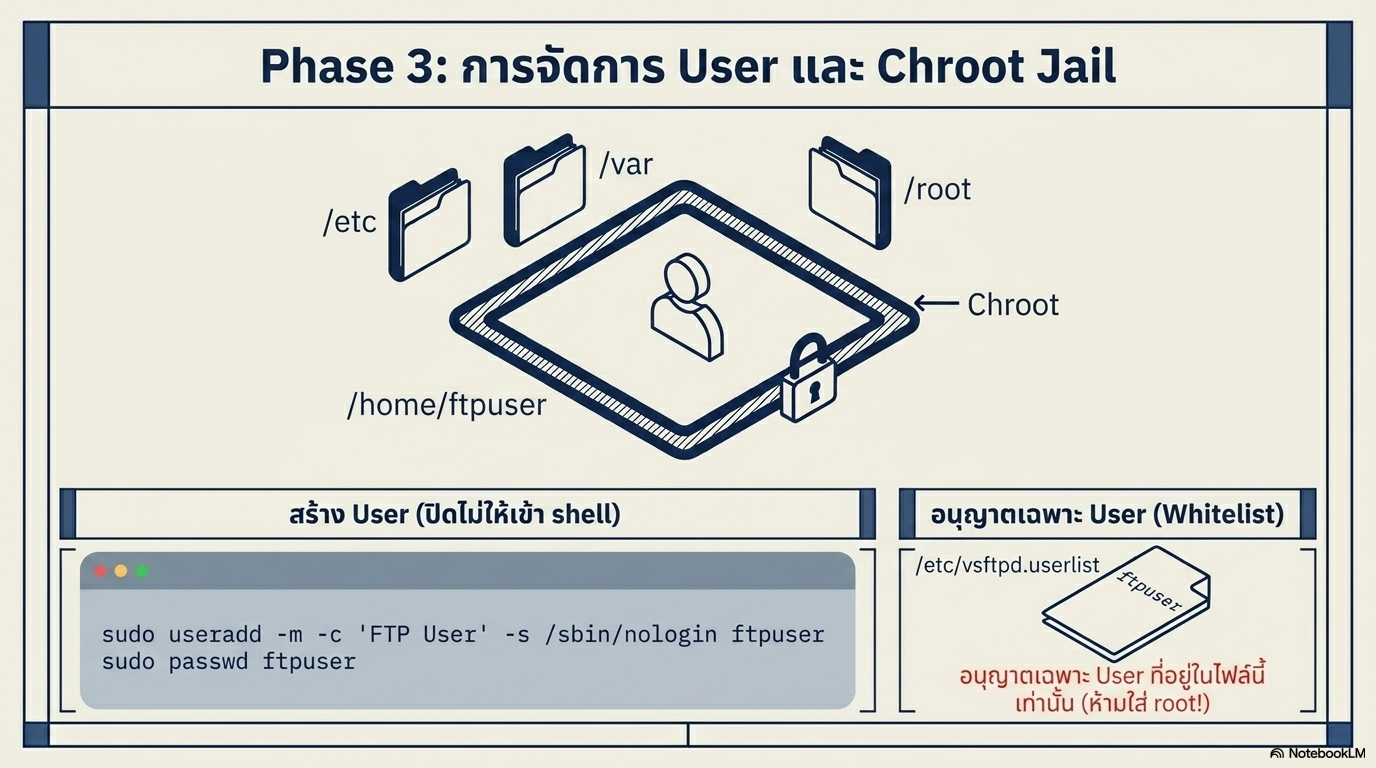 Phase 3: การจัดการ User และ Chroot Jail
/etc
/var
/root
Chroot
/home/ftpuser
สร้าง User (ปิดไม่ให้เข้า shell)
sudo useradd -m -c 'FTP User' -s /sbin/nologin ftpuser
sudo passwd ftpuser
อนุญาตเฉพาะ User (Whitelist)
/etc/vsftpd.userlist
ftpuser
อนุญาตเฉพาะ User ที่อยู่ในไฟล์นี้
เท่านั้น (ห้ามใส่ root!)
NotebookLM